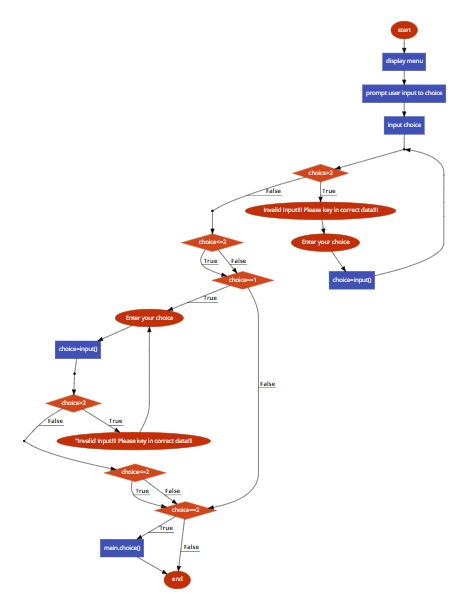 start
display menu
prompt user input to choice
input choice
choice>2
False
True
Invalid Input!! Please key in correct data!!!
choice<=2
Enter your choice
True
False
choice==1
choice=input()
True
Enter your choice
choice=input()
False
choice>2
False
True
"Invalid Input!! Please key in correct data!!
choice<=2
True
False
choice==2
True
main.choice()
False
end